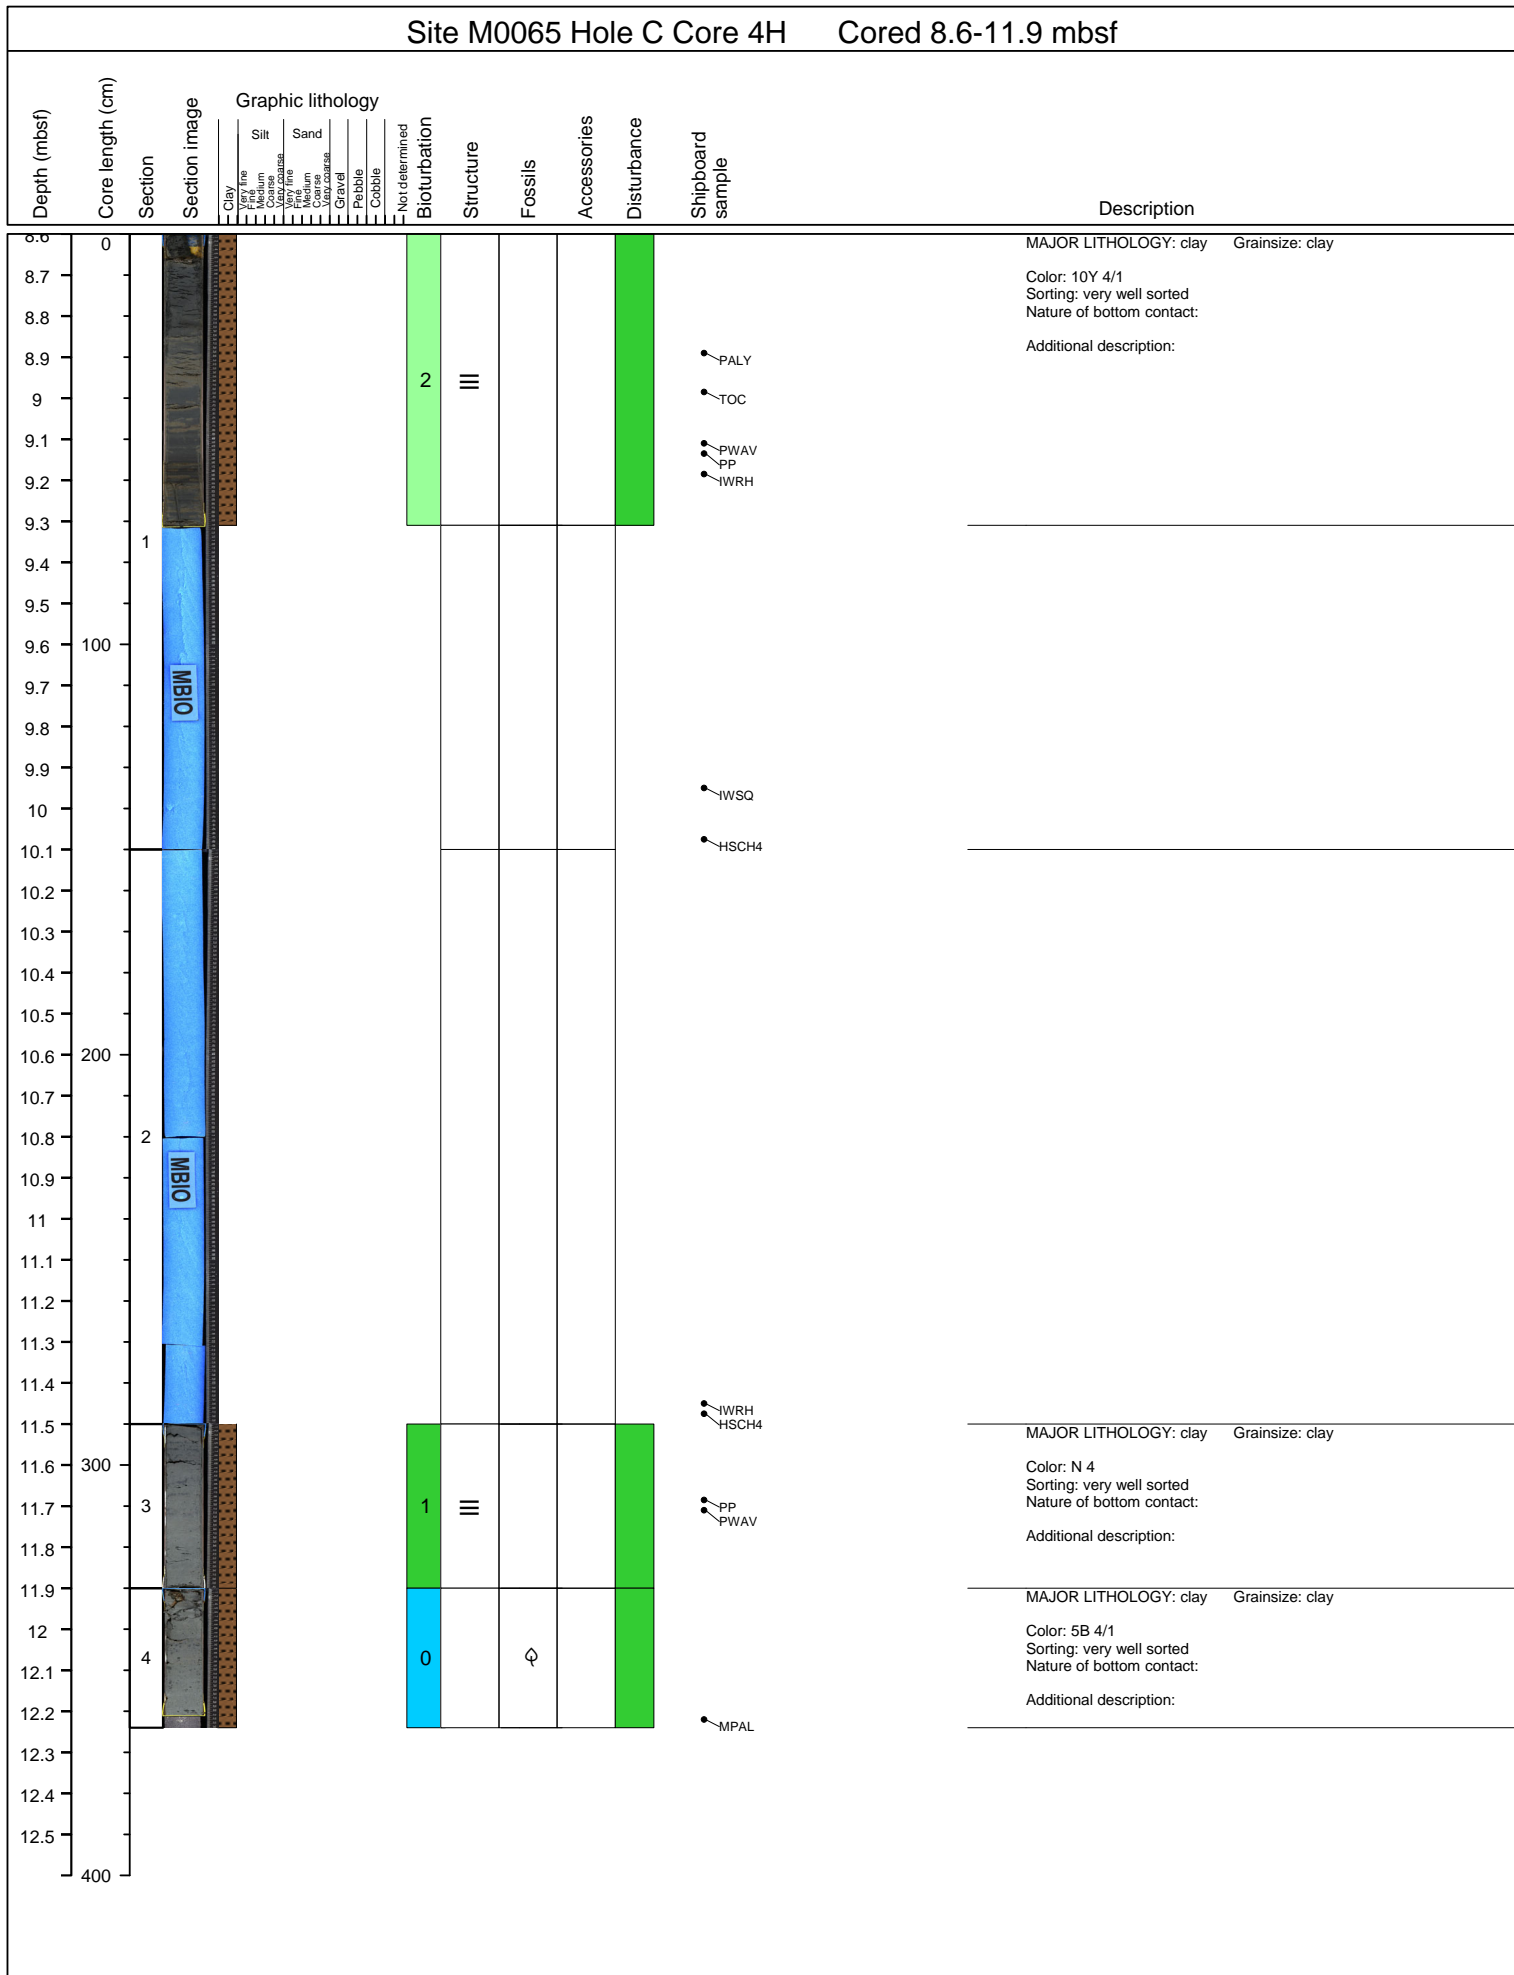 Site M0065 Hole C Core 4H Cored 8.6-11.9 mbsf
Depth (mbsf)
Core length (cm)
Section
Section image
Graphic lithology
Clay
Silt
Very fine
Fine
Medium
Coarse
Very coarse
Sand
Very fine
Fine
Medium
Coarse
Very coarse
Gravel
Pebble
Cobble
Not determined
Bioturbation
Structure
Fossils
Accessories
Disturbance
Shipboard
sample
Description
8.6
8.7
8.8
8.9
9
9.1
9.2
9.3
9.4
9.5
9.6
9.7
9.8
9.9
10
10.1
10.2
10.3
10.4
10.5
10.6
10.7
10.8
10.9
11
11.1
11.2
11.3
11.4
11.5
11.6
11.7
11.8
11.9
12
12.1
12.2
12.3
12.4
12.5
0
100
200
300
400
1
2
3
4
MBIO
MBIO
2
1
0
PALY
TOC
PWAV
PP
IWRH
IWSQ
HSCH4
IWRH
HSCH4
PP
PWAV
MPAL
MAJOR LITHOLOGY: clay Grainsize: clay
Color: 10Y 4/1
Sorting: very well sorted
Nature of bottom contact:
Additional description:
MAJOR LITHOLOGY: clay Grainsize: clay
Color: N 4
Sorting: very well sorted
Nature of bottom contact:
Additional description:
MAJOR LITHOLOGY: clay Grainsize: clay
Color: 5B 4/1
Sorting: very well sorted
Nature of bottom contact:
Additional description: